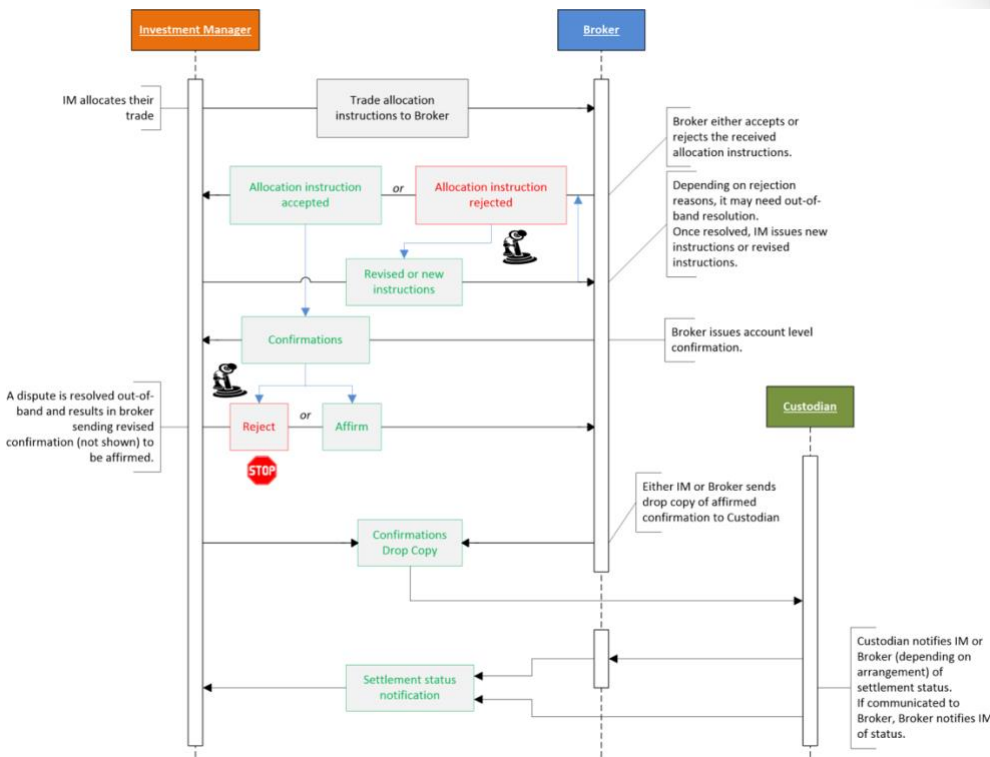 Investment Manager
Broker
IM allocates their
trade
Trade allocation
instructions to Broker
Broker either accepts or
rejects the received
allocation instructions.
Allocation instruction
accepted
or
Allocation instruction
rejected
Depending on rejection
reasons, it may need out-of-
band resolution.
Once resolved, IM issues new
instructions or revised
instructions.
Revised or new
instructions
Confirmations
Broker issues account level
confirmation.
A dispute is resolved out-of-
band and results in broker
sending revised
confirmation (not shown) to
be affirmed.
Reject
or
Affirm
STOP
Custodian
Either IM or Broker sends
drop copy of affirmed
confirmation to Custodian
Confirmations
Drop Copy
Settlement status
notification
Custodian notifies IM or
Broker (depending on
arrangement) of
settlement status.
If communicated to
Broker, Broker notifies IM
of status.